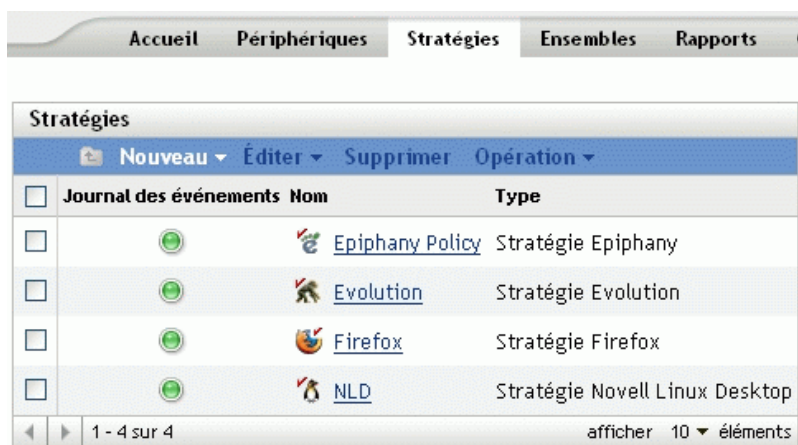 Accueil Périphériques Stratégies Ensembles Rapports
Stratégies
Nouveau Éditer Supprimer Opération
Journal des événements Nom Type
Epiphany Policy Stratégie Epiphany
Evolution Stratégie Evolution
Firefox Stratégie Firefox
NLD Stratégie Novell Linux Desktop
1 - 4 sur 4 afficher 10 éléments